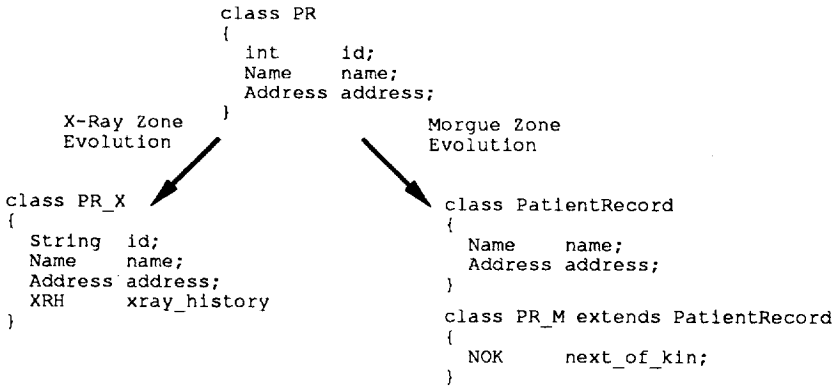 class PR
{
int id;
Name name;
Address address;
}
X-Ray Zone
Evolution
Morgue Zone
Evolution
class PR_X
{
String id;
Name name;
Address address;
XRH xray_history
}
class PatientRecord
{
Name name;
Address address;
}
class PR_M extends PatientRecord
{
NOK next_of_kin;
}